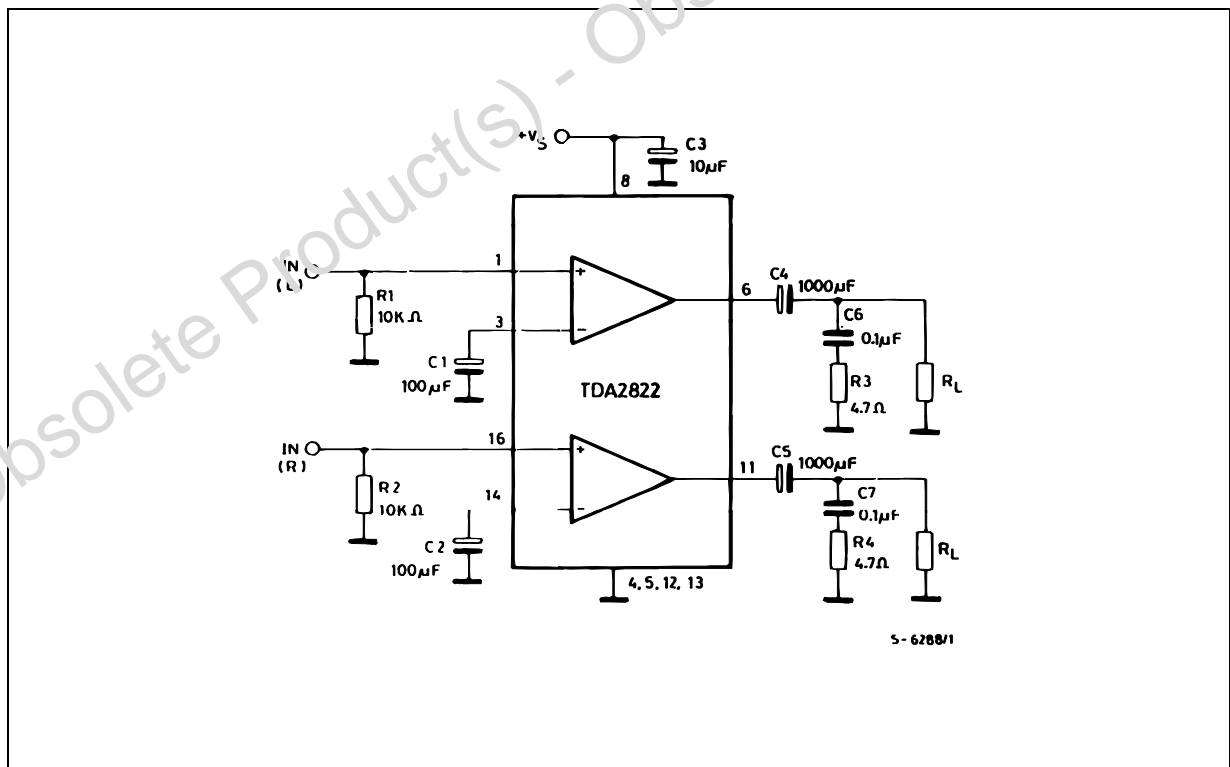 Obsolete Product(s) - Obs
+VS
C3
10µF
8
IN
(L)
1
R1
10KΩ
3
C1
100µF
TDA2822
6
C4
1000µF
C6
0.1µF
R3
4.7Ω
RL
IN
(R)
16
R2
10KΩ
14
C2
100µF
11
C5
1000µF
C7
0.1µF
R4
4.7Ω
RL
4, 5, 12, 13
S-6288/1